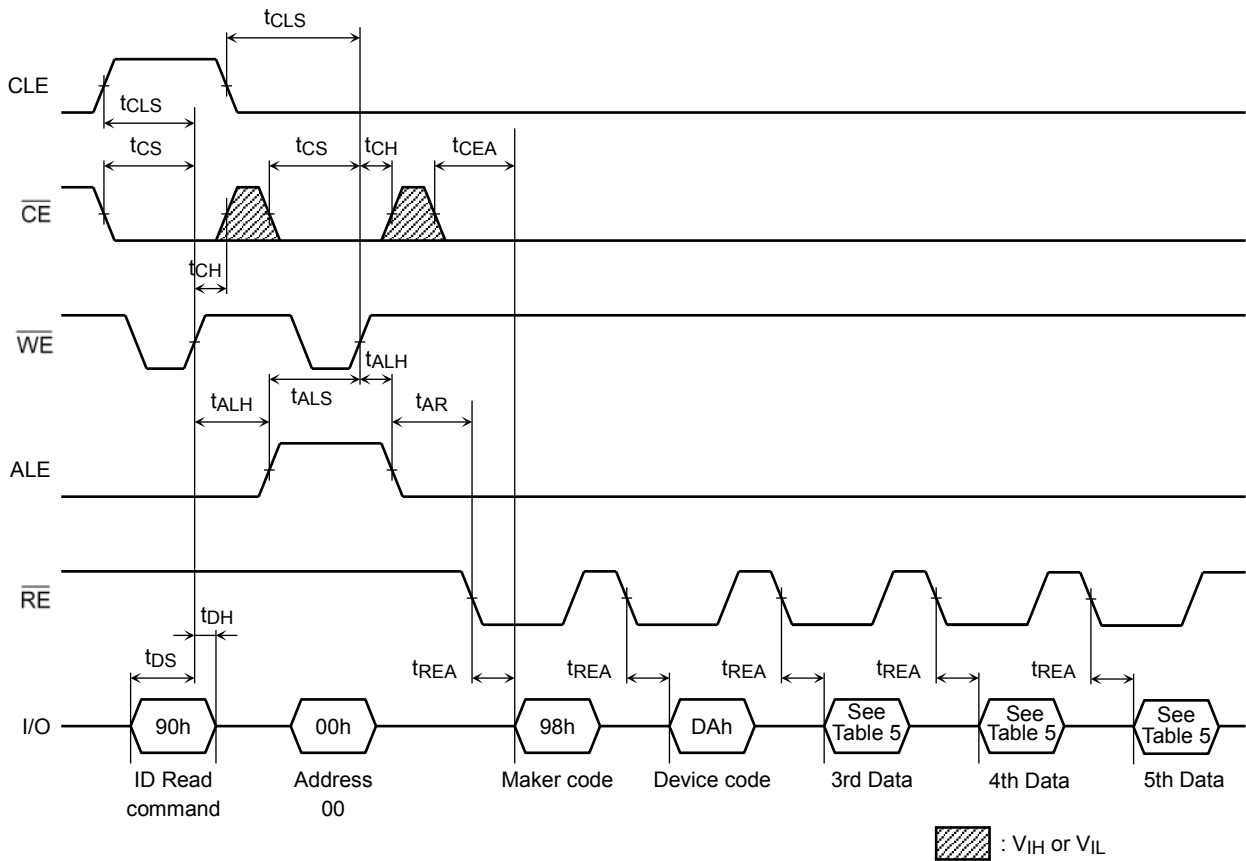 tCLS
CLE
tCLS
tCS
tCS
tCH
tCEA
CE
tCH
WE
tALH
tALH
tALS
tAR
ALE
RE
tDH
tDS
tREA
tREA
tREA
tREA
tREA
I/O
90h
00h
98h
DAh
See
Table 5
See
Table 5
See
Table 5
ID Read
command
Address
00
Maker code
Device code
3rd Data
4th Data
5th Data
: VIH or VIL